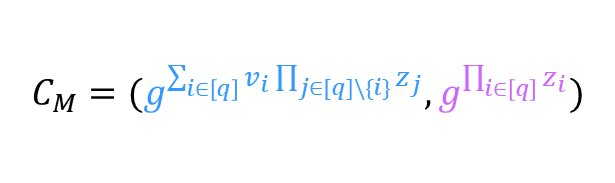 C_M = (g^{∑_{i∈[q]} v_i ∏_{j∈[q]\{i}} z_j}, g^{∏_{i∈[q]} z_i})